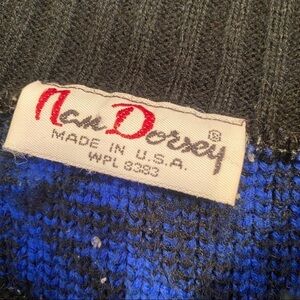 Nan Dorsey ®
MADE IN U.S.A.
WPL 8383